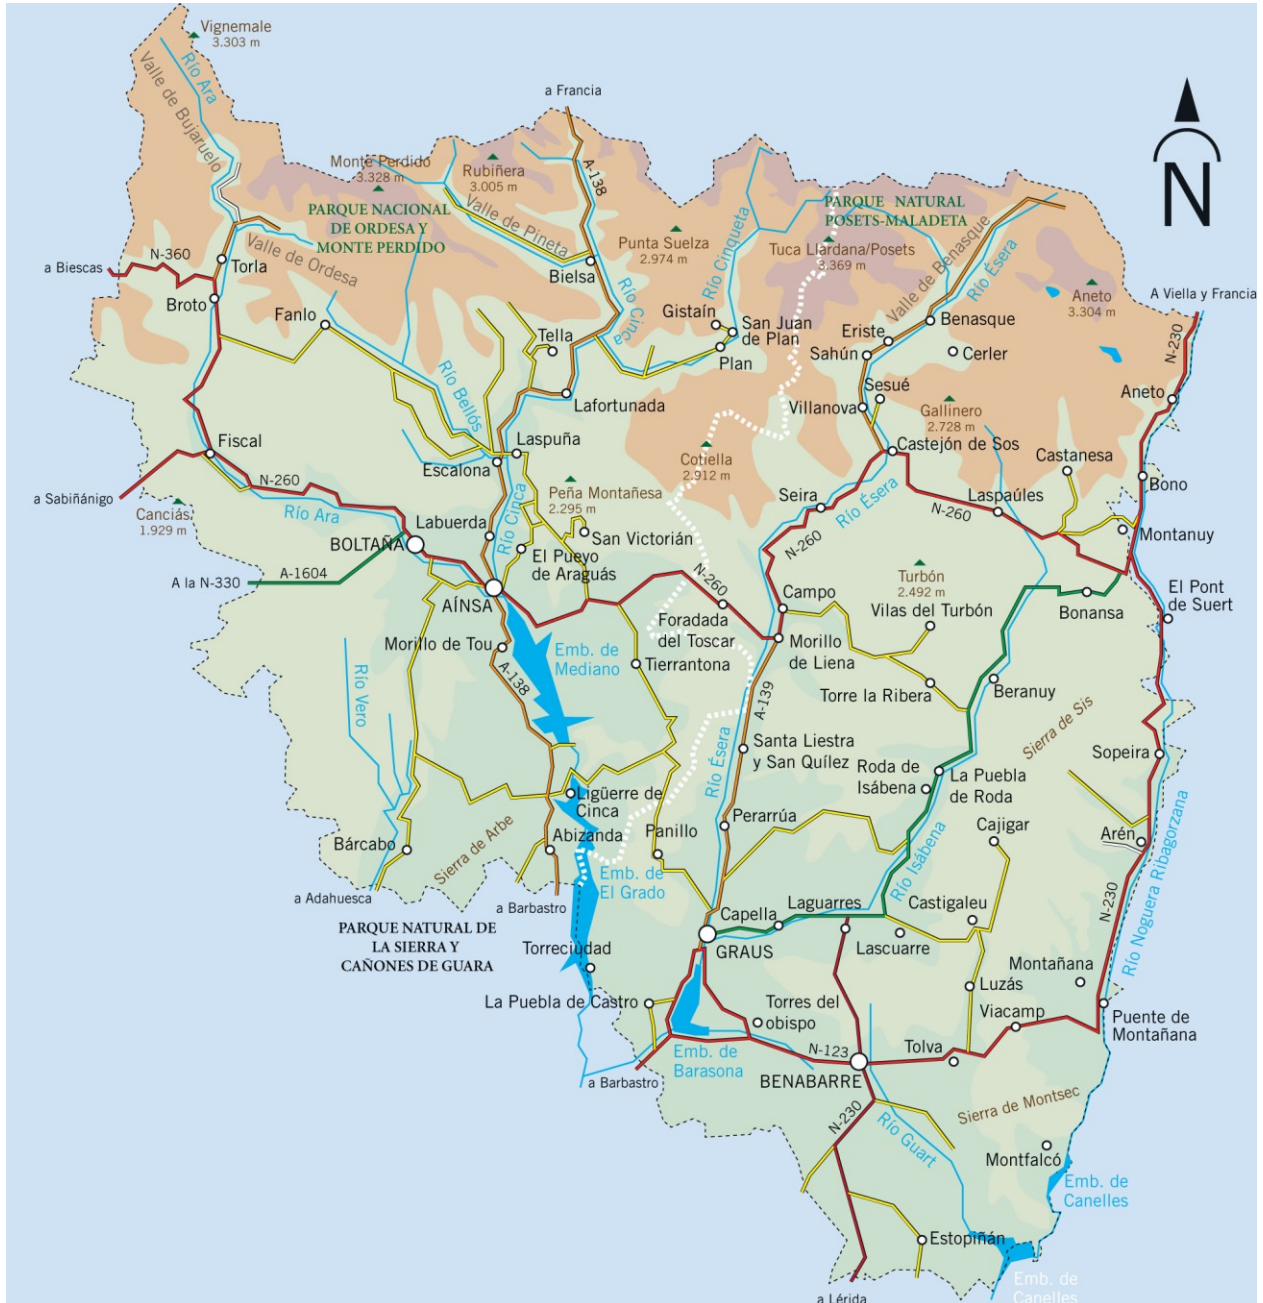 Vignemale
3.303 m
Río Ara
Valle de Bujaruelo
a Francia
A-138
Monte Perdido
3.328 m
Rubiñera
3.005 m
PARQUE NACIONAL
DE ORDESA Y
MONTE PERDIDO
Valle de Pineta
Valle de Ordesa
Punta Suelza
2.974 m
Río Cinqueta
PARQUE NATURAL
POSETS-MALADETA
Tuca Llardana/Posets
3.369 m
Valle de Benasque
Río Ésera
N
N-360
a Biescas
Torla
Broto
Bielsa
Río Cinca
Aneto
3.304 m
A Viella y Francia
N-230
Fanlo
Tella
Gistaín
San Juan
de Plan
Plan
Eriste
Benasque
Sahún
Cerler
Sesué
Villanova
Gallinero
2.728 m
Aneto
Río Bellós
Lafortunada
Fiscal
Laspuña
Escalona
Cotiella
2.912 m
Castejón de Sos
Castanesa
Bono
a Sabiñánigo
N-260
Canciás
1.929 m
Río Ara
Peña Montañesa
2.295 m
Seira
Río Ésera
Laspaúles
N-260
Montanuy
Labuerda
Río Cinca
San Victorián
BOLTAÑA
El Pueyo
de Araguás
N-260
A la N-330
A-1604
AÍNSA
N-260
Campo
Turbón
2.492 m
Vilas del Turbón
Bonansa
El Pont
de Suert
Foradada
del Toscar
Morillo de Tou
Emb. de
Mediano
Tierrantona
Morillo
de Liena
Torre la Ribera
Beranuy
A-138
A-139
Río Vero
Sierra de Sis
Río Ésera
Santa Liestra
y San Quílez
Roda de
Isábena
La Puebla
de Roda
Sopeira
Ligüerre de
Cinca
Perarrúa
Panillo
Cajigar
Arén
Bárcabo
Sierra de Arbe
Abizanda
Emb. de
El Grado
Río Isábena
Río Noguera Ribagorzana
a Adahuesca
a Barbastro
N-230
PARQUE NATURAL DE
LA SIERRA Y
CAÑONES DE GUARA
Capella
Laguarres
Castigaleu
GRAUS
Lascuarre
Torreciudad
Montañana
Luzás
La Puebla de Castro
Torres del
obispo
Viacamp
Puente de
Montañana
N-123
Tolva
Emb. de
Barasona
a Barbastro
BENABARRE
Sierra de Montsec
N-230
Río Guart
Montfalcó
Emb. de
Canelles
Estopiñán
Emb. de
Canelles
a Lérida